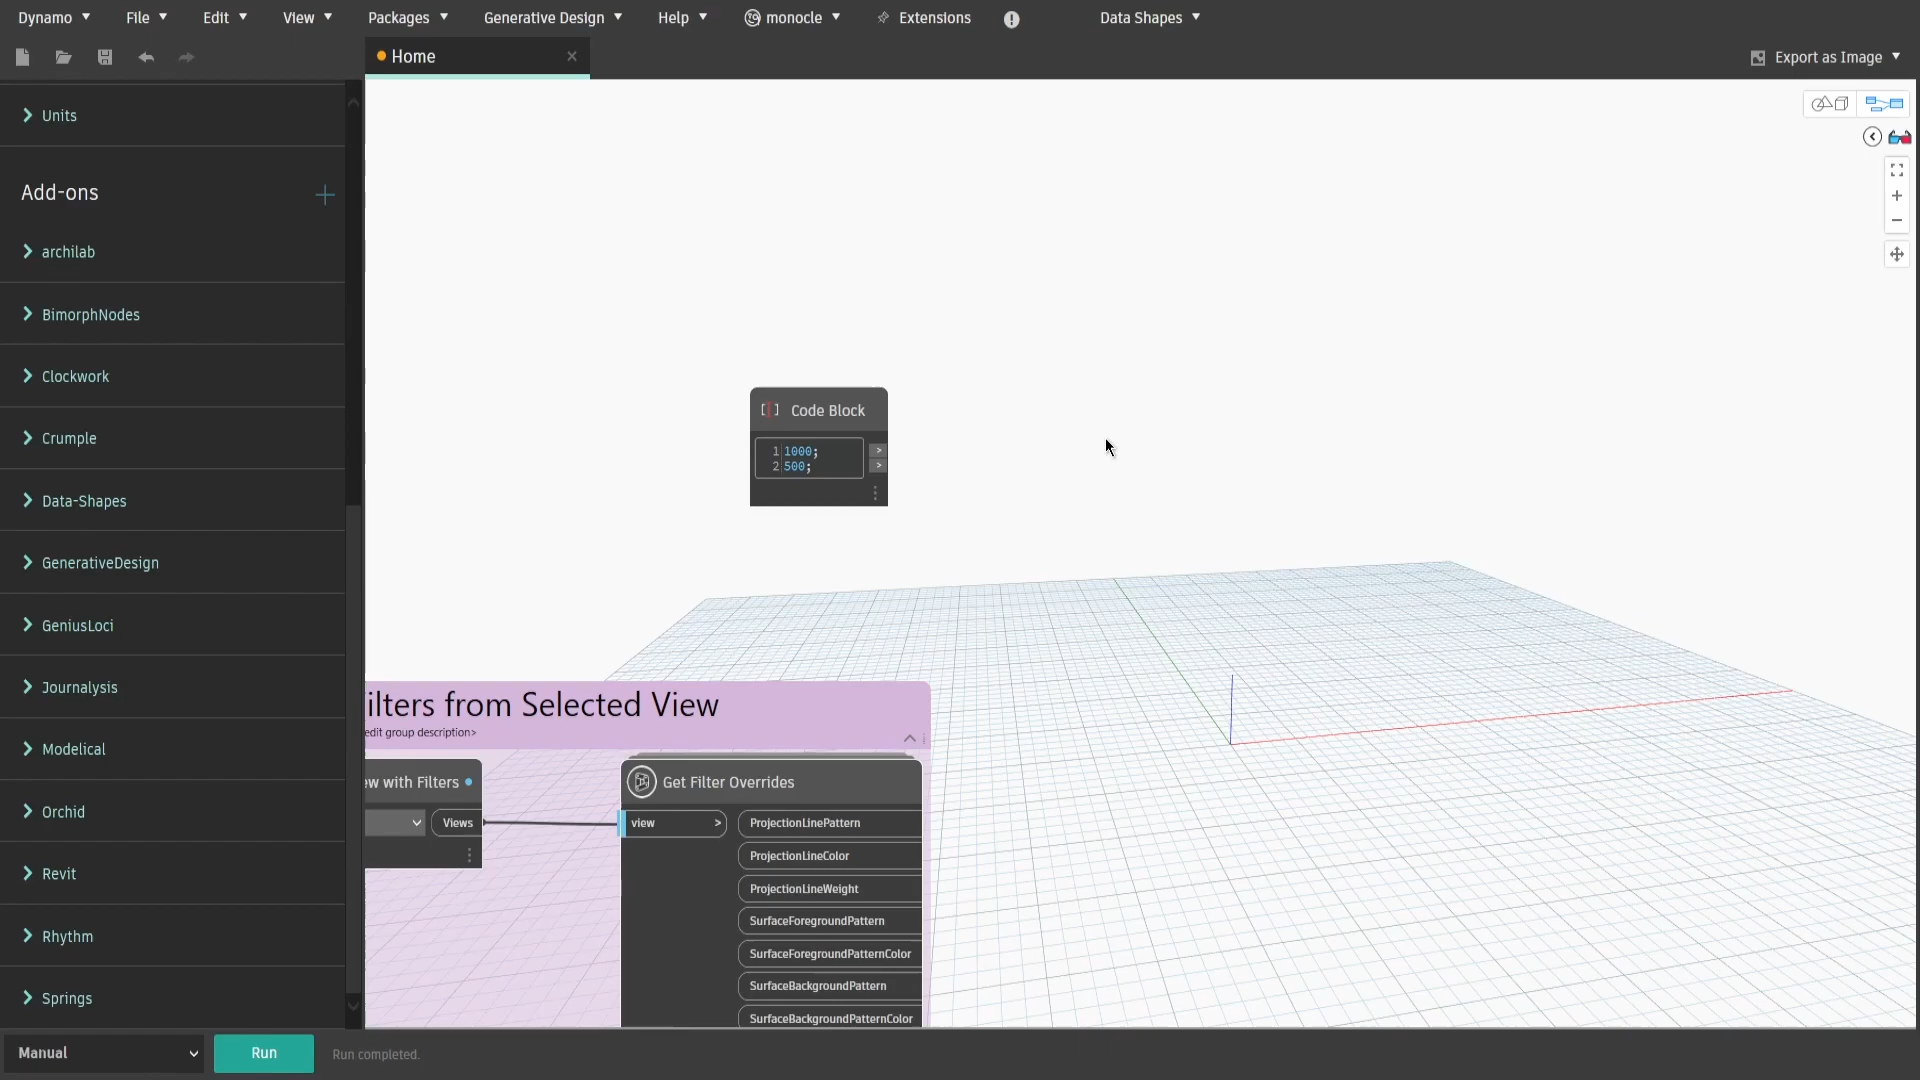 Dynamo File Edit View Packages Generative Design Help monocle Extensions Data Shapes
Home
Export as Image
Units
Add-ons
archilab
BimorphNodes
Clockwork
Crumple
Data-Shapes
GenerativeDesign
GeniusLoci
Journalysis
Modelical
Orchid
Revit
Rhythm
Springs
Code Block
1 1000;
2 500;
ilters from Selected View
edit group description>
ew with Filters
Views
Get Filter Overrides
view >
ProjectionLinePattern
ProjectionLineColor
ProjectionLineWeight
SurfaceForegroundPattern
SurfaceForegroundPatternColor
SurfaceBackgroundPattern
SurfaceBackgroundPatternColor
Manual
Run
Run completed.